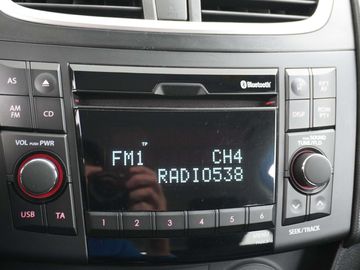 Bluetooth
AS
AM
FM
CD
DISP
VOL PUSH PWR
SOUND
TUNE/FLD
TP
FM1 CH4
RADIO538
USB
TA
1 2 3 4 5 6
SEEK/TRACK